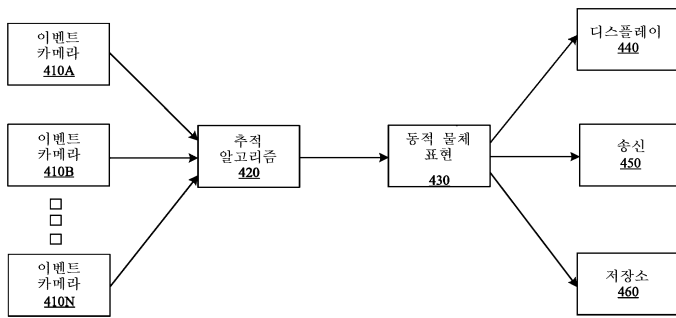 이벤트
카메라
410A
이벤트
카메라
410B
이벤트
카메라
410N
추적
알고리즘
420
동적 물체
표현
430
디스플레이
440
송신
450
저장소
460